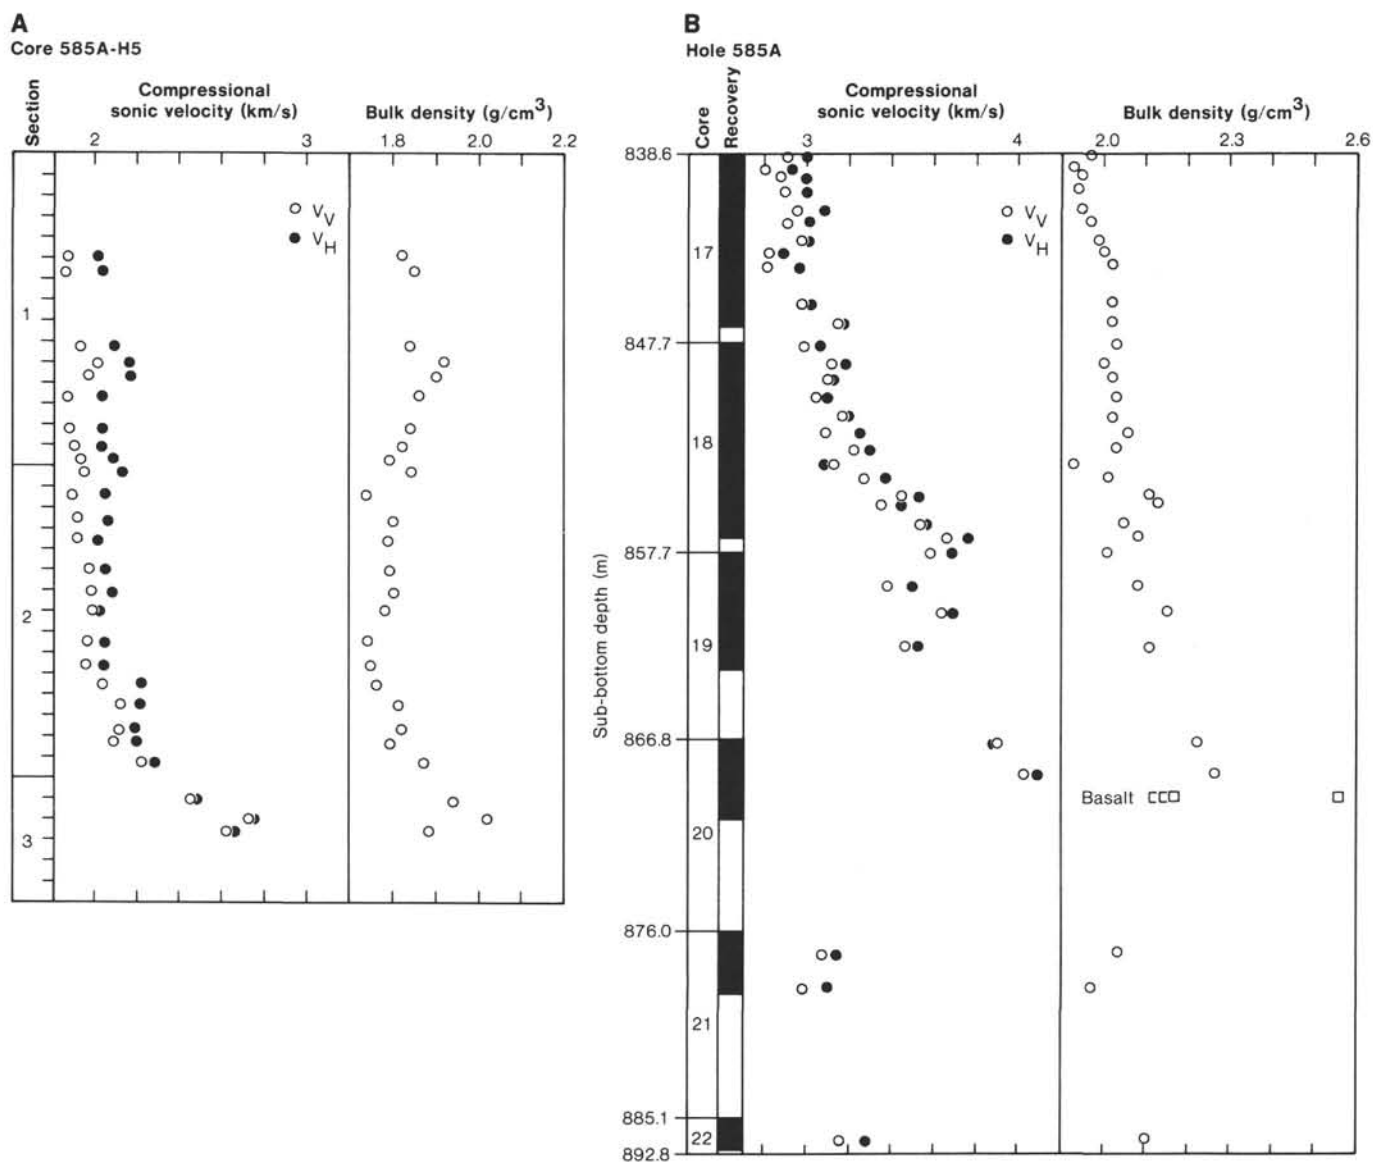 A
Core 585A-H5
Section
Compressional
sonic velocity (km/s)
2 3
Bulk density (g/cm3)
1.8 2.0 2.2
VV
VH
1
2
3
B
Hole 585A
Core
Recovery
Compressional
sonic velocity (km/s)
3 4
Bulk density (g/cm3)
2.0 2.3 2.6
Sub-bottom depth (m)
838.6
VV
VH
17
847.7
18
857.7
19
866.8
Basalt
20
876.0
21
885.1
22
892.8